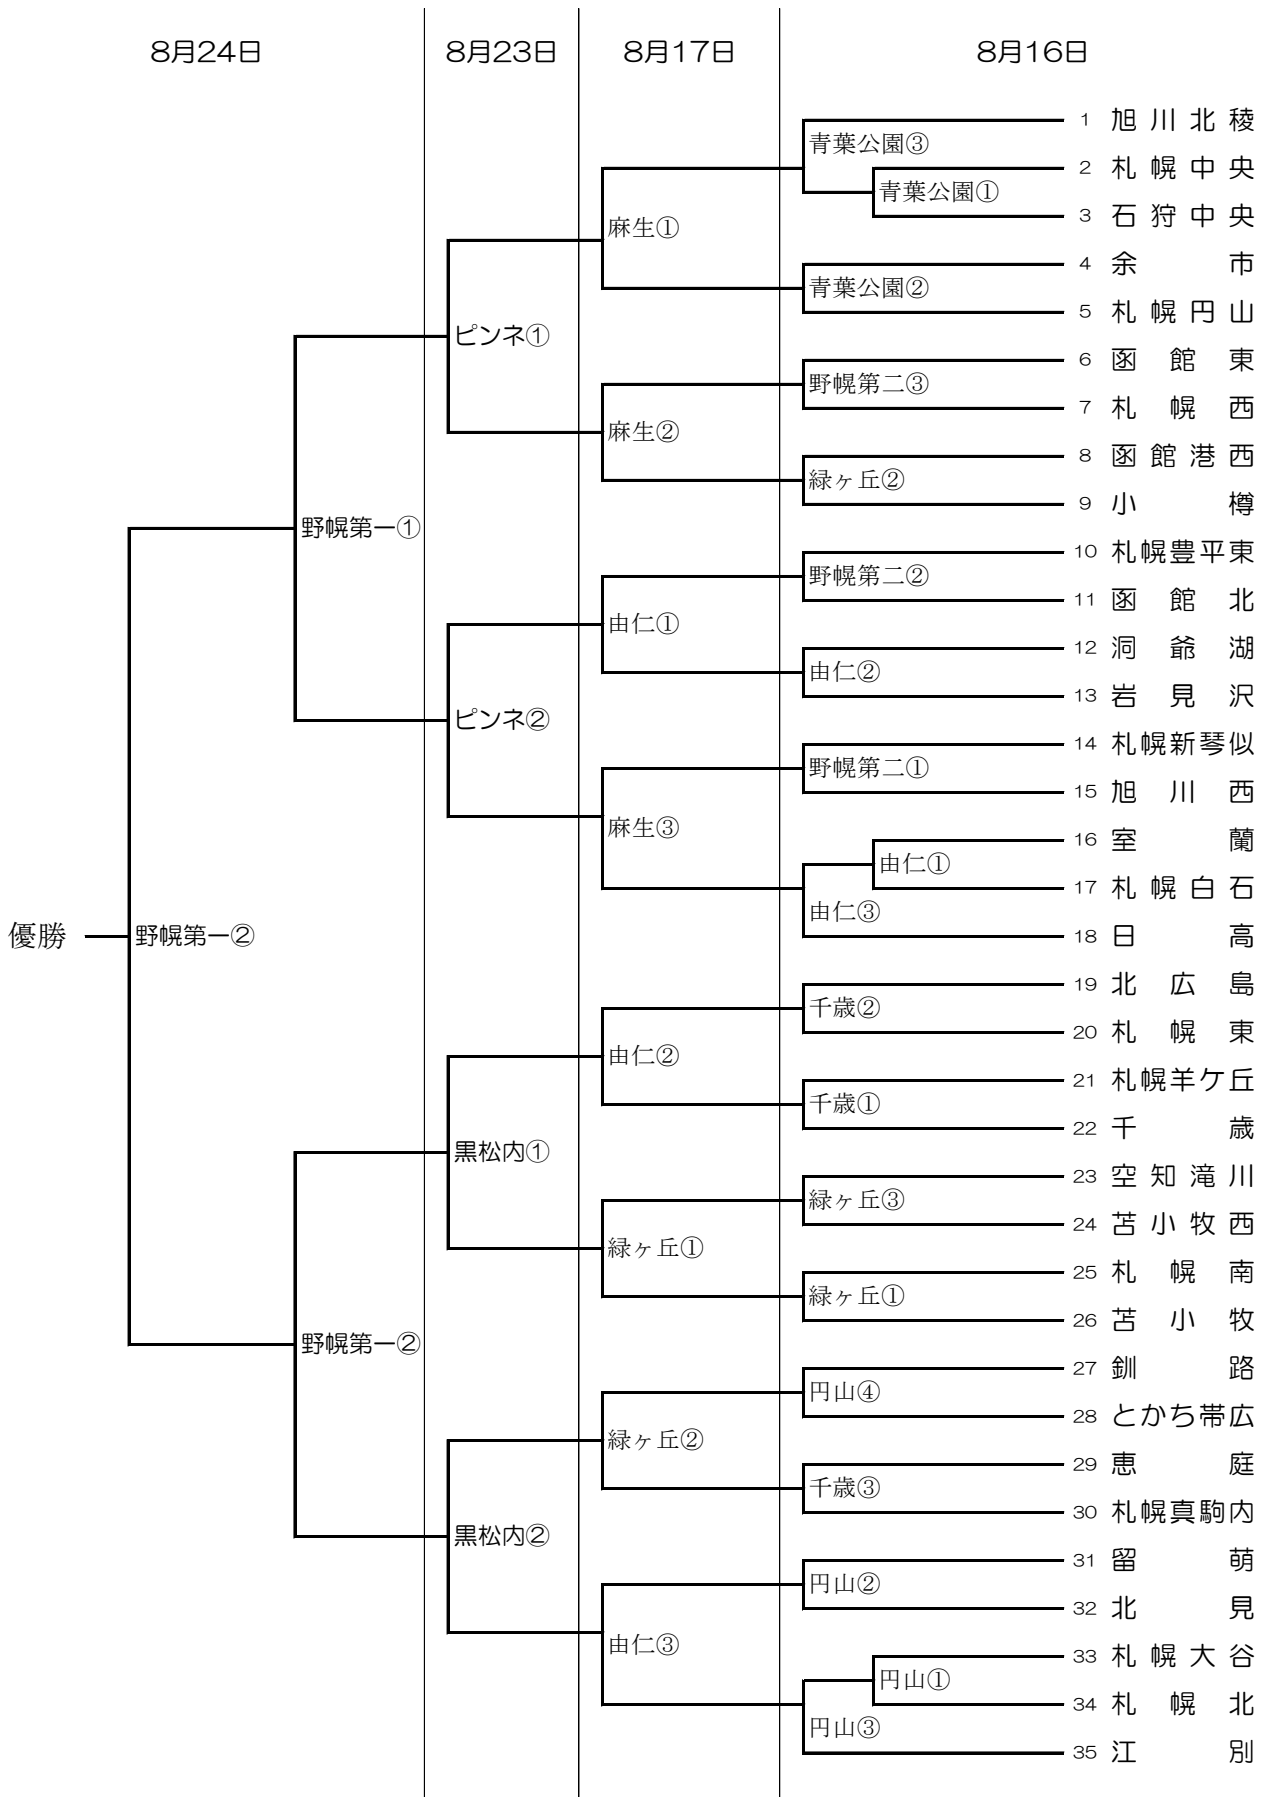 8月24日 8月23日 8月17日 8月16日
1 旭川北稜
青葉公園③
2 札幌中央
青葉公園①
3 石狩中央
麻生①
4 余市
青葉公園②
5 札幌円山
ピンネ①
6 函館東
野幌第二③
7 札幌西
麻生②
8 函館港西
緑ヶ丘②
9 小樽
野幌第一①
10 札幌豊平東
野幌第二②
11 函館北
由仁①
12 洞爺湖
由仁②
13 岩見沢
ピンネ②
14 札幌新琴似
野幌第二①
15 旭川西
麻生③
16 室蘭
由仁①
17 札幌白石
由仁③
18 日高
優勝 野幌第一②
19 北広島
千歳②
20 札幌東
由仁②
21 札幌羊ケ丘
千歳①
22 千歳
黒松内①
23 空知滝川
緑ヶ丘③
24 苫小牧西
緑ヶ丘①
25 札幌南
緑ヶ丘①
26 苫小牧
野幌第一②
27 釧路
円山④
28 とかち帯広
緑ヶ丘②
29 恵庭
千歳③
30 札幌真駒内
黒松内②
31 留萌
円山②
32 北見
由仁③
33 札幌大谷
円山①
34 札幌北
円山③
35 江別